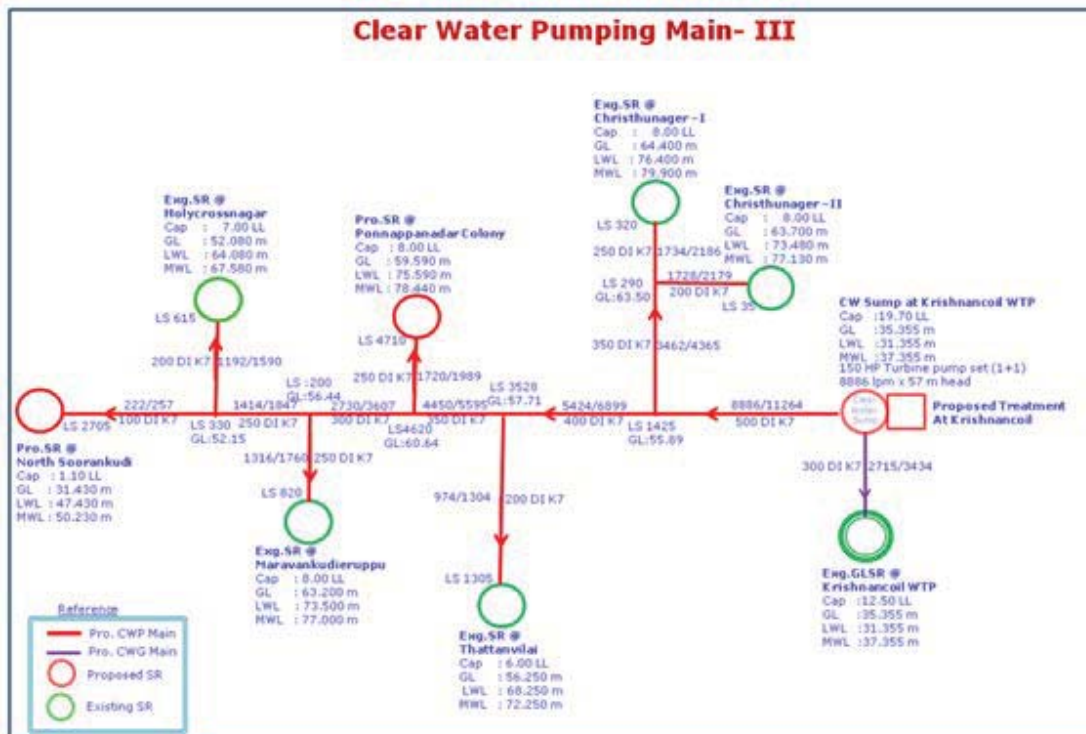 Clear Water Pumping Main- III
Exg.SR @
Christhunager -I
Cap : 8.00 LL
GL : 64.400 m
LWL : 76.400 m
MWL : 79.900 m
Exg.SR @
Christhunager -II
Cap : 8.00 LL
GL : 63.700 m
LWL : 73.480 m
MWL : 77.130 m
Exg.SR @
Holycrossnagar
Cap : 7.00 LL
GL : 52.080 m
LWL : 64.080 m
MWL : 67.580 m
Pro.SR @
Ponnappanadar Colony
Cap : 8.00 LL
GL : 59.590 m
LWL : 75.590 m
MWL : 78.440 m
LS 320
250 DI K7 1734/2186
LS 290
GL:63.50
1728/2179
200 DI K7
LS 35
CW Sump at Krishnancoil WTP
Cap :19.70 LL
GL :35.355 m
LWL :31.355 m
MWL :37.355 m
150 HP Turbine pump set (1+1)
8886 lpm x 57 m head
LS 615
200 DI K7 1192/1590
LS 4710
250 DI K7 1720/1989
350 DI K7 3462/4365
LS :200
GL:56.44
LS 3528
GL:57.71
222/257
100 DI K7
LS 2705
1414/1847
250 DI K7
2730/3607
300 DI K7
4450/5595
350 DI K7
5424/6899
400 DI K7
8886/11264
500 DI K7
Clear
Water
Sump
Proposed Treatment
At Krishnancoil
LS 330
GL:52.15
LS4620
GL:60.64
LS 1425
GL:55.89
Pro.SR @
North Soorankudi
Cap : 1.10 LL
GL : 31.430 m
LWL : 47.430 m
MWL : 50.230 m
1316/1760 250 DI K7
LS 820
974/1304 200 DI K7
300 DI K7 2715/3434
Exg.SR @
Maravankudieruppu
Cap : 8.00 LL
GL : 63.200 m
LWL : 73.500 m
MWL : 77.000 m
LS 1305
Exg.SR @
Thattanvilai
Cap : 6.00 LL
GL : 56.250 m
LWL : 68.250 m
MWL : 72.250 m
Exg.GLSR @
Krishnancoil WTP
Cap :12.50 LL
GL :35.355 m
LWL :31.355 m
MWL :37.355 m
Reference
Pro. CWP Main
Pro. CWG Main
Proposed SR
Existing SR